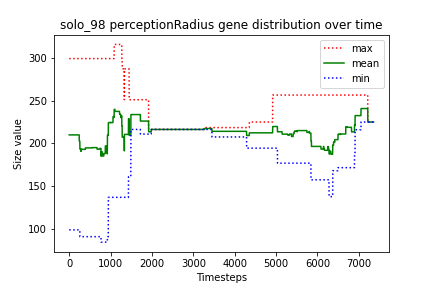 solo_98 perceptionRadius gene distribution over time
max
mean
min
Size value
300
250
200
150
100
0
1000
2000
3000
4000
5000
6000
7000
Timesteps